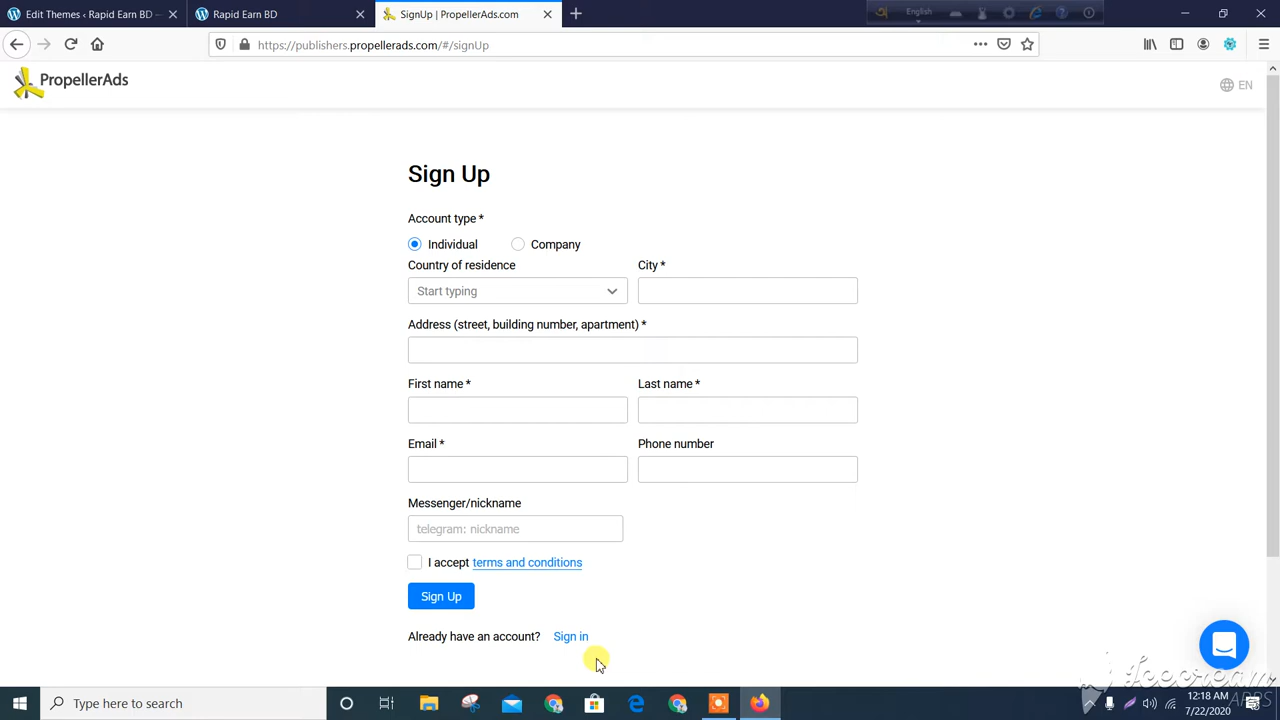 Edit Themes ‹ Rapid Earn BD —
Rapid Earn BD
SignUp | PropellerAds.com
English
https://publishers.propellerads.com/#/signUp
PropellerAds
EN
Sign Up
Account type *
Individual
Company
Country of residence
City *
Start typing
Address (street, building number, apartment) *
First name *
Last name *
Email *
Phone number
Messenger/nickname
telegram: nickname
I accept terms and conditions
Sign Up
Already have an account? Sign in
Icecream
APPS
Type here to search
12:18 AM
7/22/2020